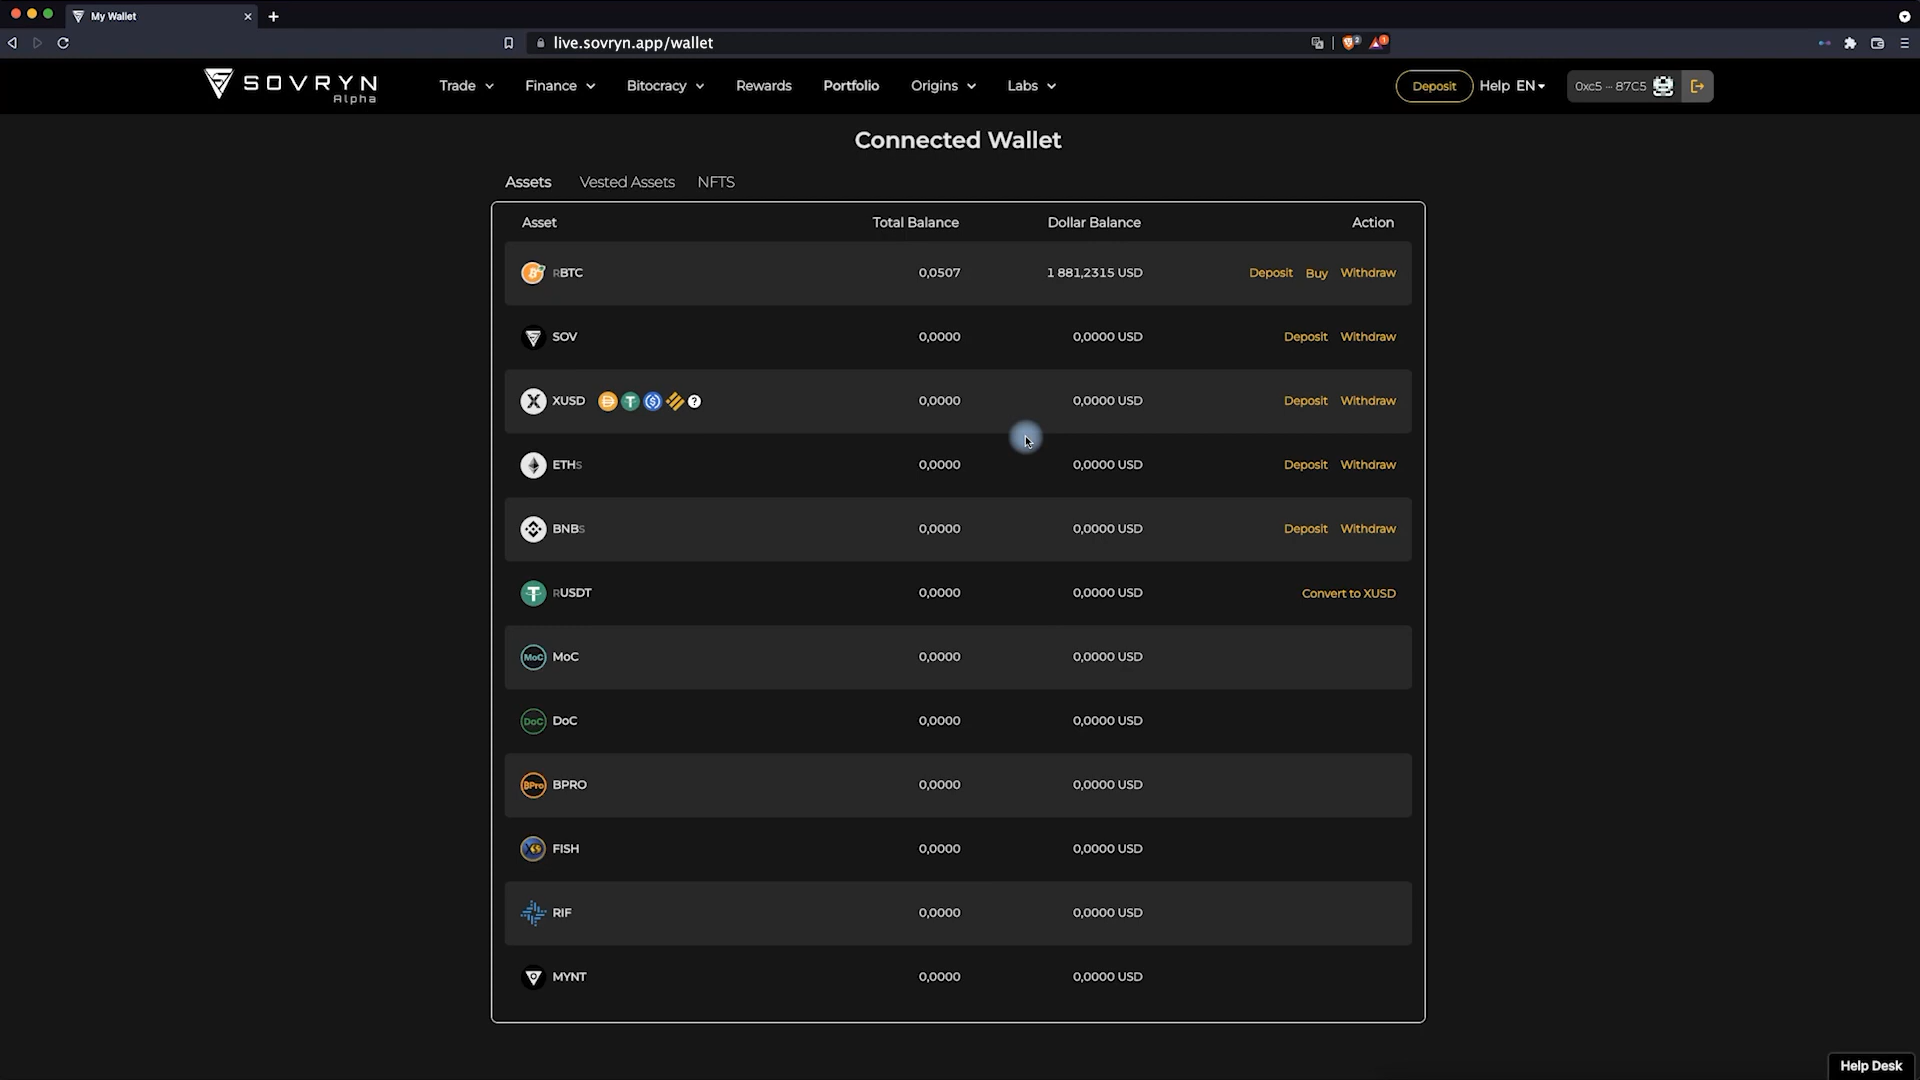 My Wallet
live.sovryn.app/wallet
SOVRYN Alpha
Trade Finance Bitocracy Rewards Portfolio Origins Labs Deposit Help EN 0xc5 ··· 87C5
Connected Wallet
Assets Vested Assets NFTS
Asset Total Balance Dollar Balance Action
RBTC 0,0507 1 881,2315 USD Deposit Buy Withdraw
SOV 0,0000 0,0000 USD Deposit Withdraw
XUSD ? 0,0000 0,0000 USD Deposit Withdraw
ETHS 0,0000 0,0000 USD Deposit Withdraw
BNBS 0,0000 0,0000 USD Deposit Withdraw
RUSDT 0,0000 0,0000 USD Convert to XUSD
MoC MoC 0,0000 0,0000 USD
DoC DoC 0,0000 0,0000 USD
BPro BPRO 0,0000 0,0000 USD
FISH 0,0000 0,0000 USD
RIF 0,0000 0,0000 USD
MYNT 0,0000 0,0000 USD
Help Desk